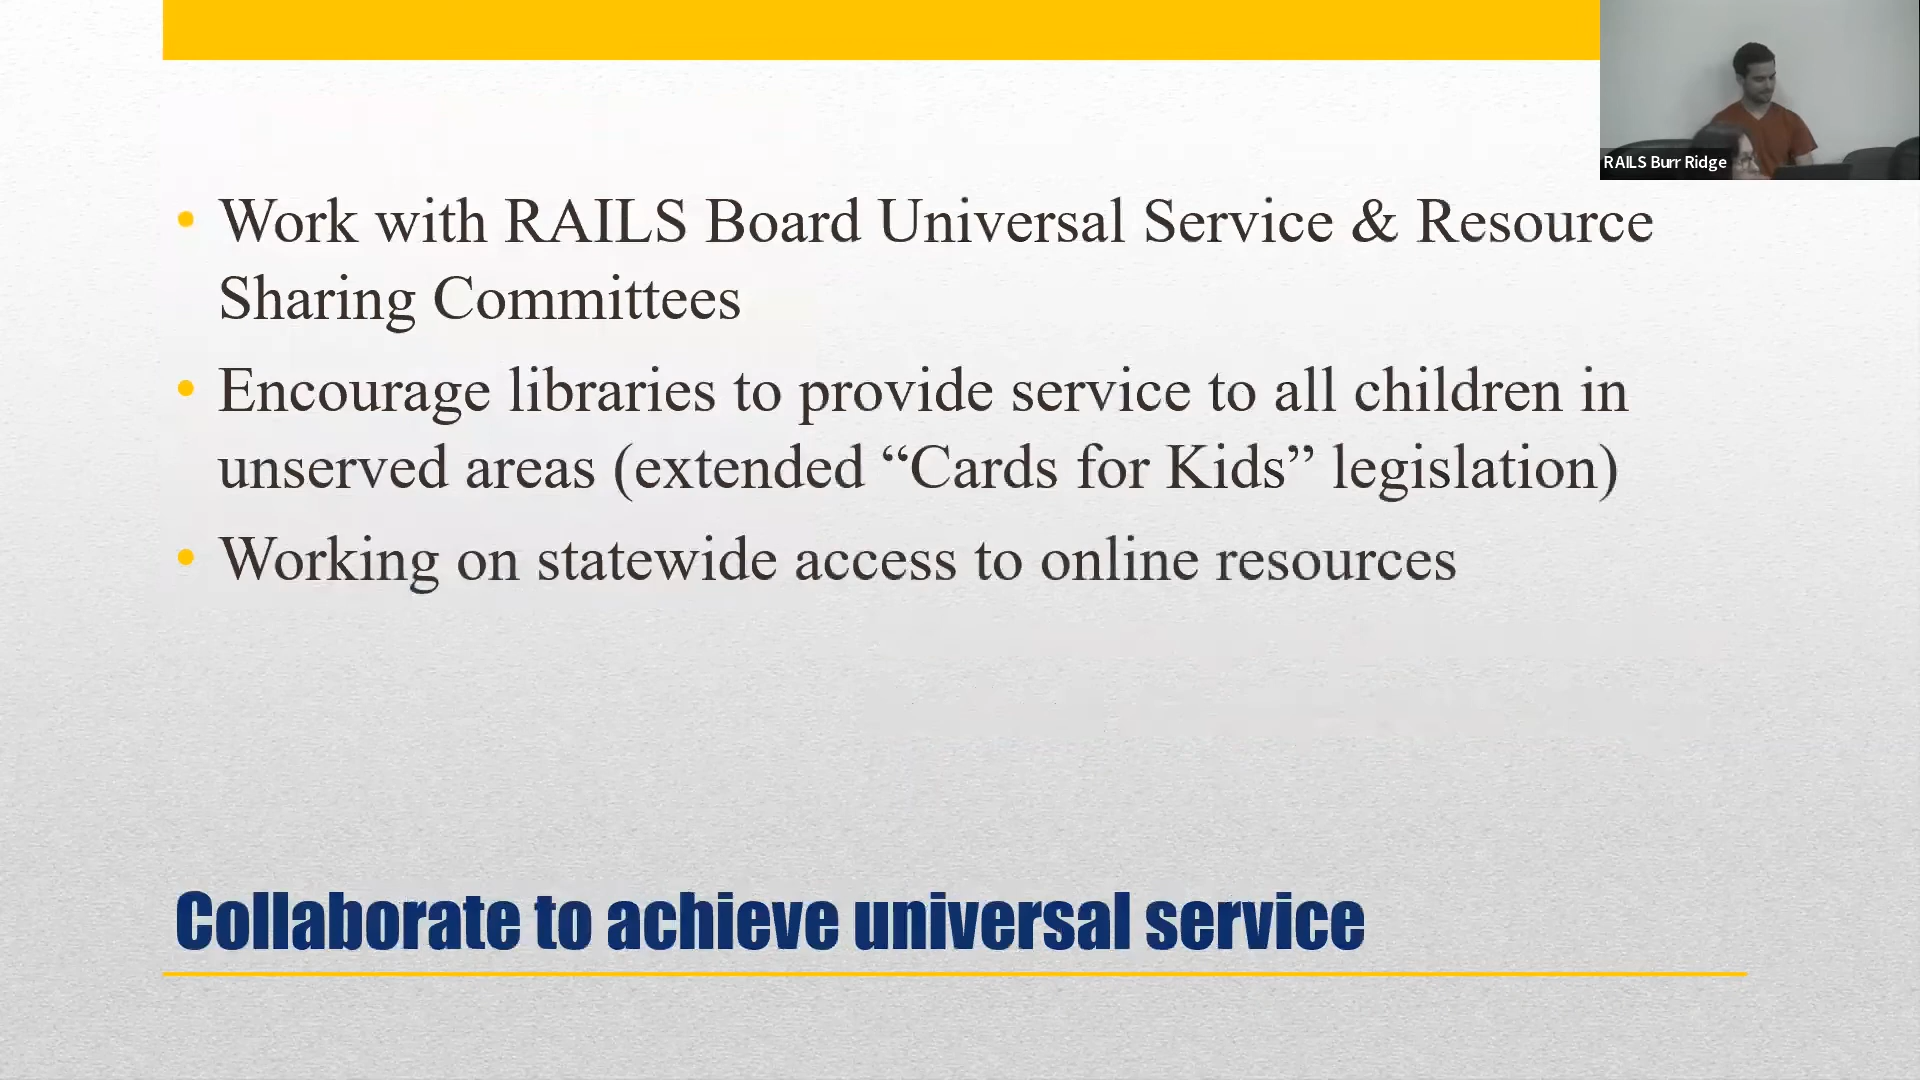 RAILS Burr Ridge
• Work with RAILS Board Universal Service & Resource
Sharing Committees
• Encourage libraries to provide service to all children in
unserved areas (extended “Cards for Kids” legislation)
• Working on statewide access to online resources
Collaborate to achieve universal service